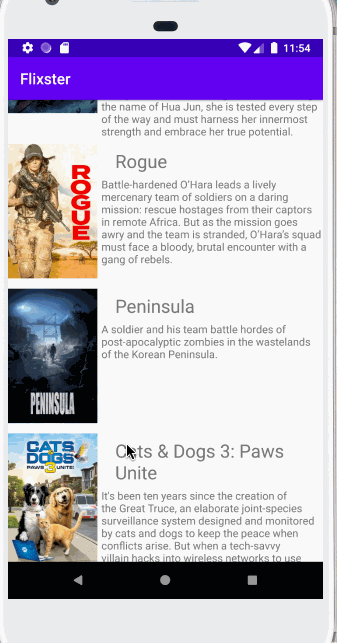 11:54
Flixster
the name of Hua Jun, she is tested every step
of the way and must harness her innermost
strength and embrace her true potential.
Rogue
Battle-hardened O'Hara leads a lively
mercenary team of soldiers on a daring
mission: rescue hostages from their captors
in remote Africa. But as the mission goes
awry and the team is stranded, O'Hara's squad
must face a bloody, brutal encounter with a
gang of rebels.
ROGUE
Peninsula
A soldier and his team battle hordes of
post-apocalyptic zombies in the wastelands
of the Korean Peninsula.
PENINSULA
Cats & Dogs 3: Paws
Unite
CATS
& DOGS
PAWS UNITE!
3
It's been ten years since the creation of
the Great Truce, an elaborate joint-species
surveillance system designed and monitored
by cats and dogs to keep the peace when
conflicts arise. But when a tech-savvy
villain hacks into wireless networks to use